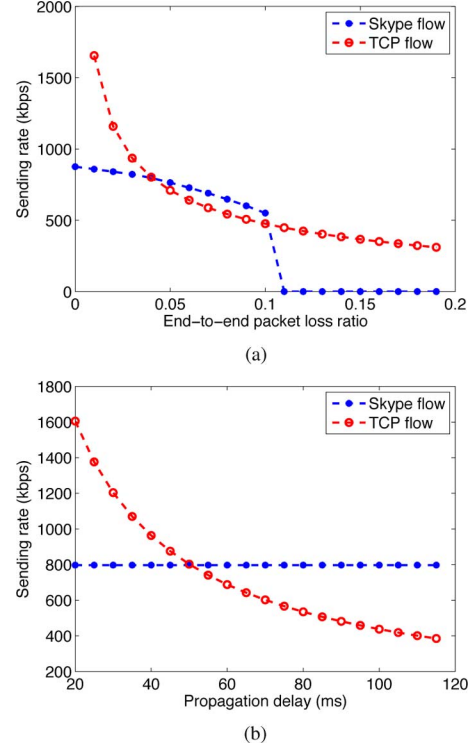 2000
1500
1000
500
0
Sending rate (kbps)
Skype flow
TCP flow
0 0.05 0.1 0.15 0.2
End−to−end packet loss ratio
(a)
1800
1600
1400
1200
1000
800
600
400
200
Sending rate (kbps)
Skype flow
TCP flow
20 40 60 80 100 120
Propagation delay (ms)
(b)